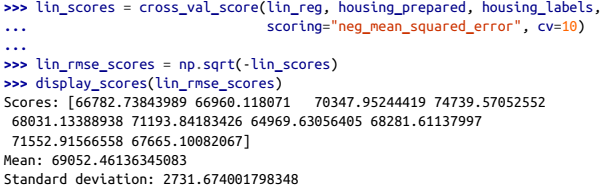 >>> lin_scores = cross_val_score(lin_reg, housing_prepared, housing_labels,
...                              scoring="neg_mean_squared_error", cv=10)
...
>>> lin_rmse_scores = np.sqrt(-lin_scores)
>>> display_scores(lin_rmse_scores)
Scores: [66782.73843989 66960.118071   70347.95244419 74739.57052552
 68031.13388938 71193.84183426 64969.63056405 68281.61137997
 71552.91566558 67665.10082067]
Mean: 69052.46136345083
Standard deviation: 2731.674001798348